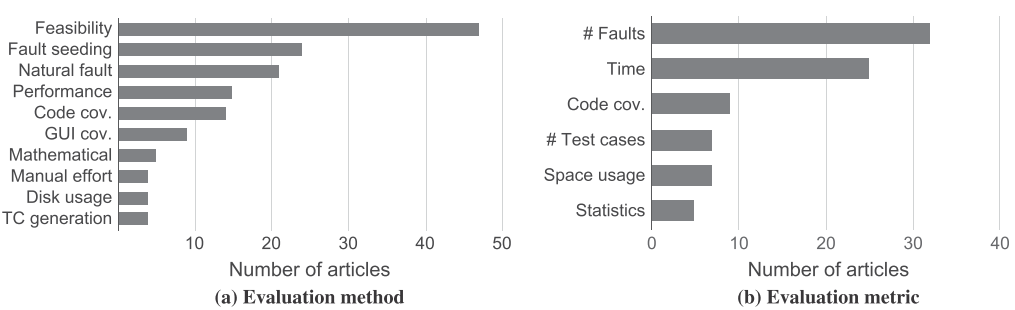 Feasibility
Fault seeding
Natural fault
Performance
Code cov.
GUI cov.
Mathematical
Manual effort
Disk usage
TC generation
10 20 30 40 50
Number of articles
(a) Evaluation method
# Faults
Time
Code cov.
# Test cases
Space usage
Statistics
0 10 20 30 40
Number of articles
(b) Evaluation metric